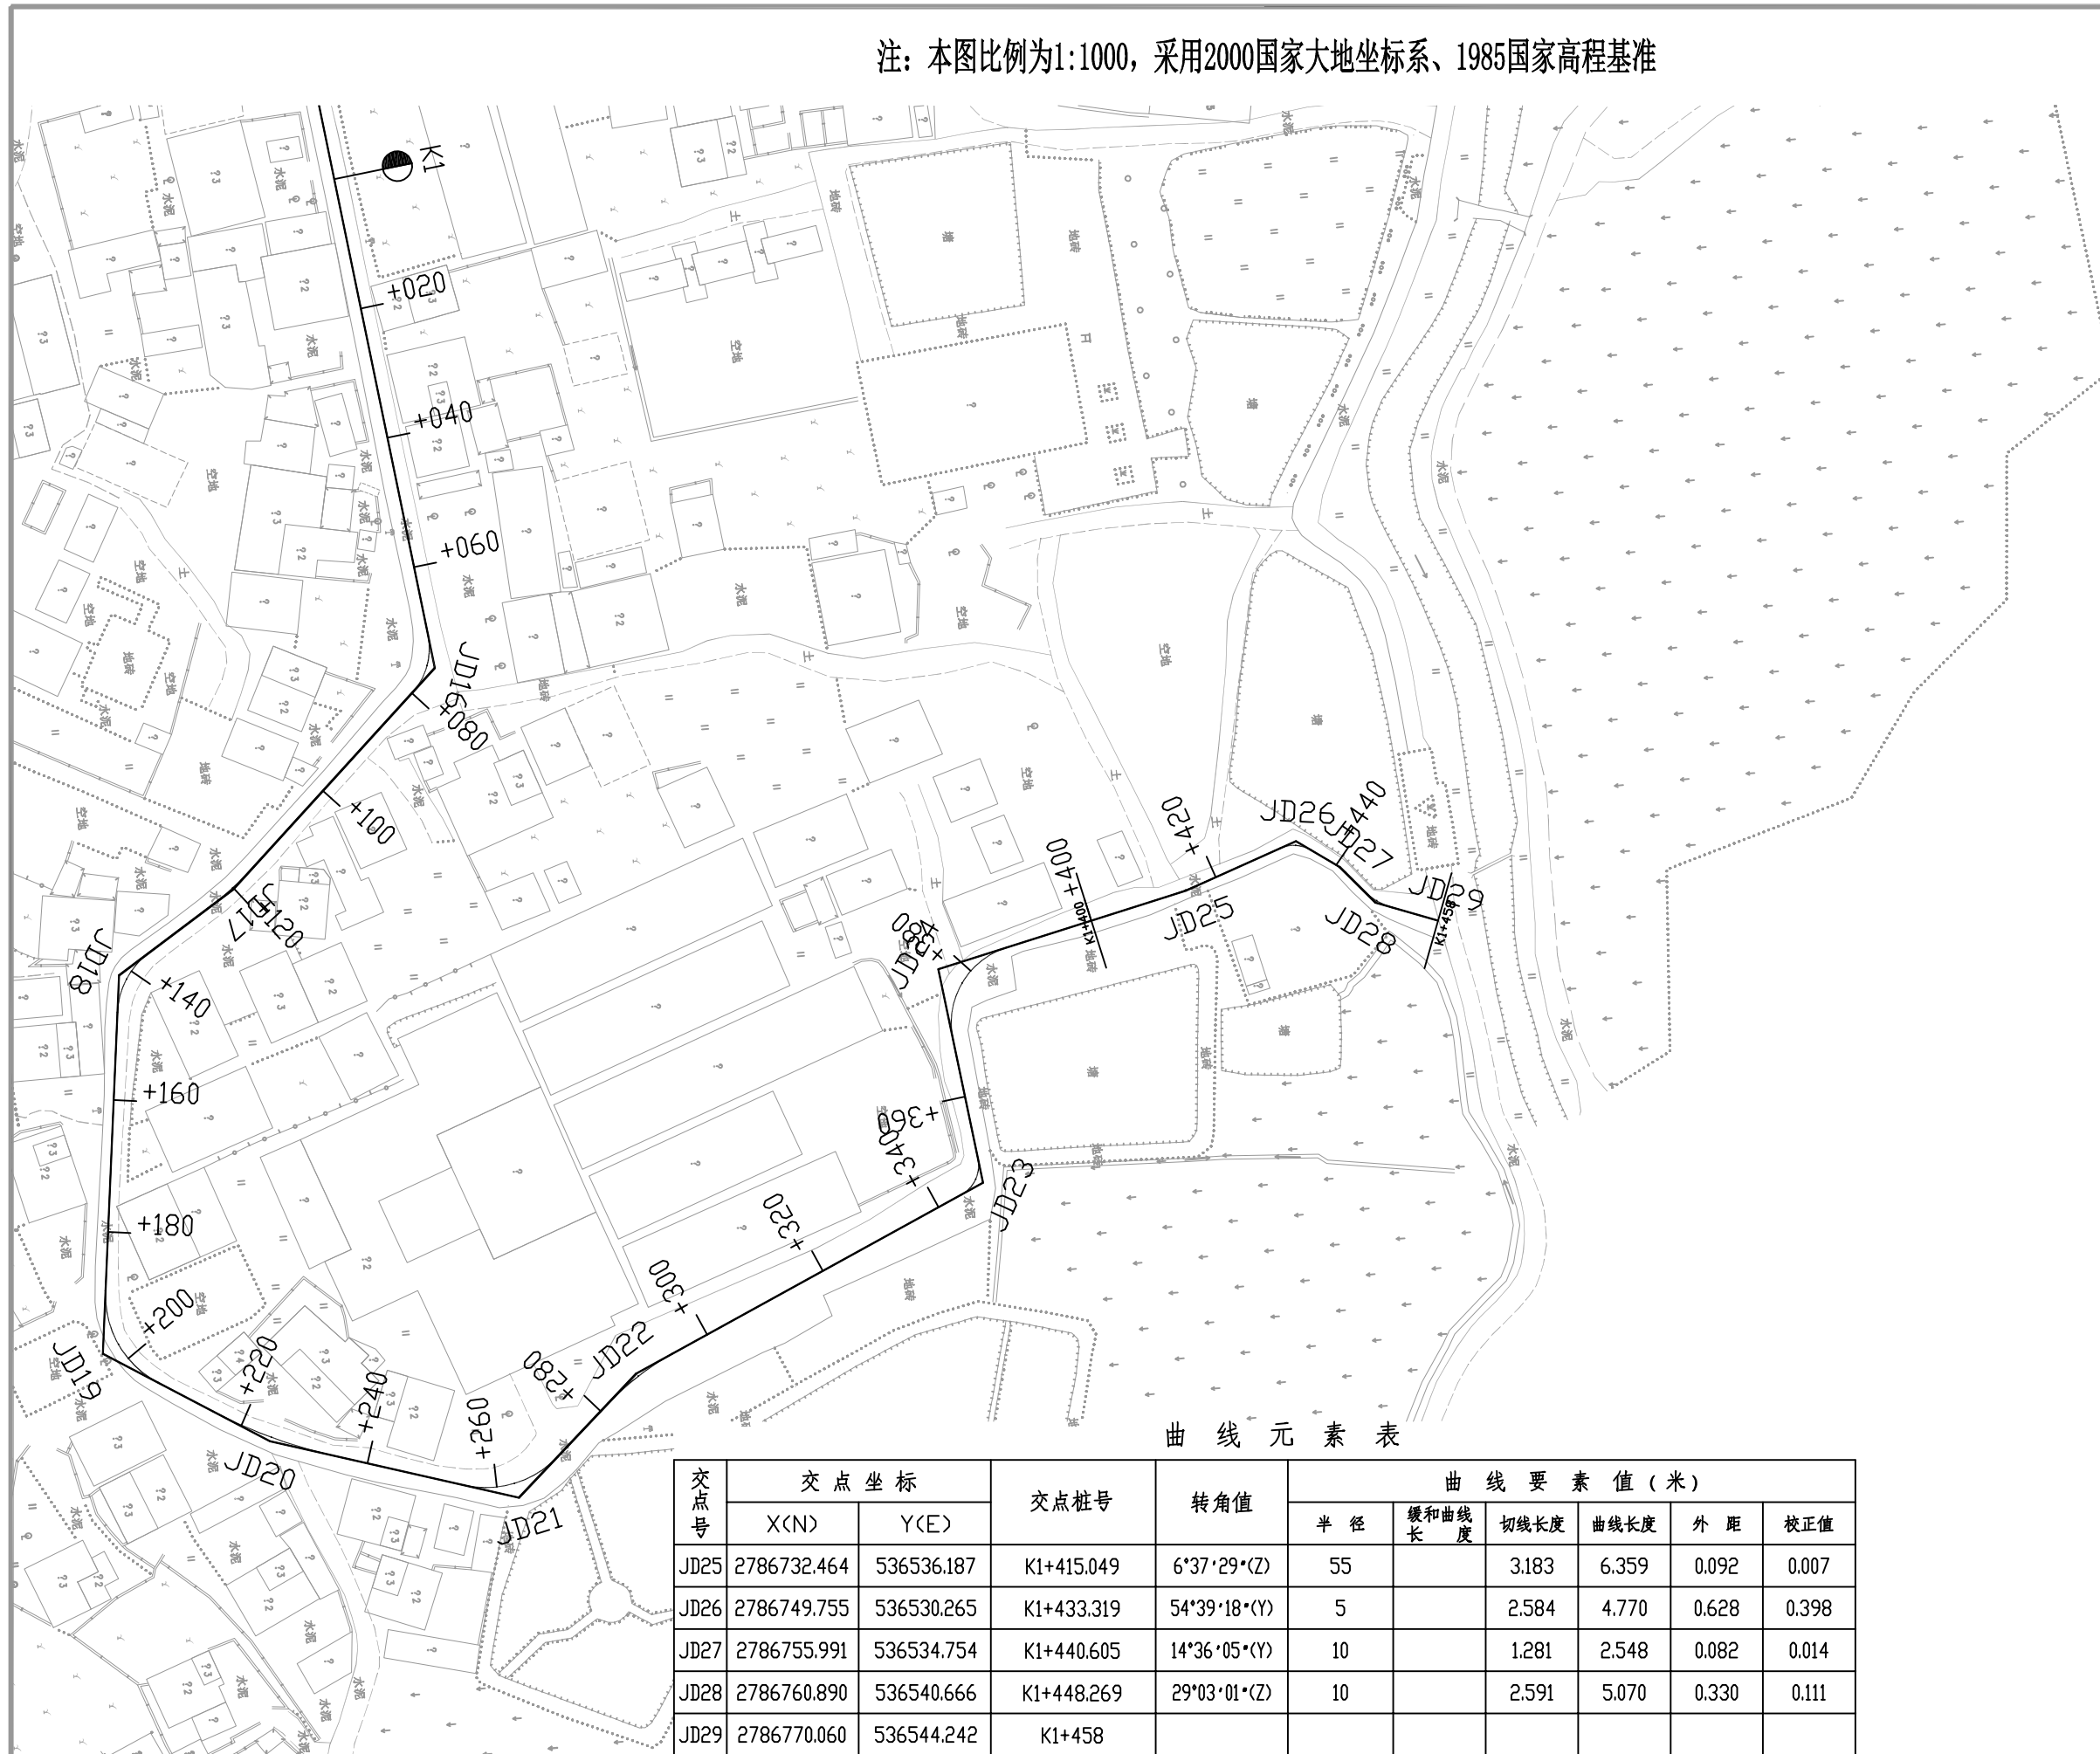 注：本图比例为1:1000，采用2000国家大地坐标系、1985国家高程基准
K1
+020
+040
+060
JD16
+080
+100
JD17
+120
JD18
+140
+160
+180
+200
JD19
+220
JD20
+240
+260
JD21
+280
JD22
+300
+320
JD23
+340
+360
JD24
+380
+400
K1+400
JD25
+420
JD26
+440
JD27
JD28
JD29
K1+458
水泥
空地
地砖
塘
土
曲线元素表
交点号 交点坐标 交点桩号 转角值 曲线要素值(米)
X(N) Y(E) 半径 缓和曲线长度 切线长度 曲线长度 外距 校正值
JD25 2786732.464 536536.187 K1+415.049 6°37'29"(Z) 55 3.183 6.359 0.092 0.007
JD26 2786749.755 536530.265 K1+433.319 54°39'18"(Y) 5 2.584 4.770 0.628 0.398
JD27 2786755.991 536534.754 K1+440.605 14°36'05"(Y) 10 1.281 2.548 0.082 0.014
JD28 2786760.890 536540.666 K1+448.269 29°03'01"(Z) 10 2.591 5.070 0.330 0.111
JD29 2786770.060 536544.242 K1+458